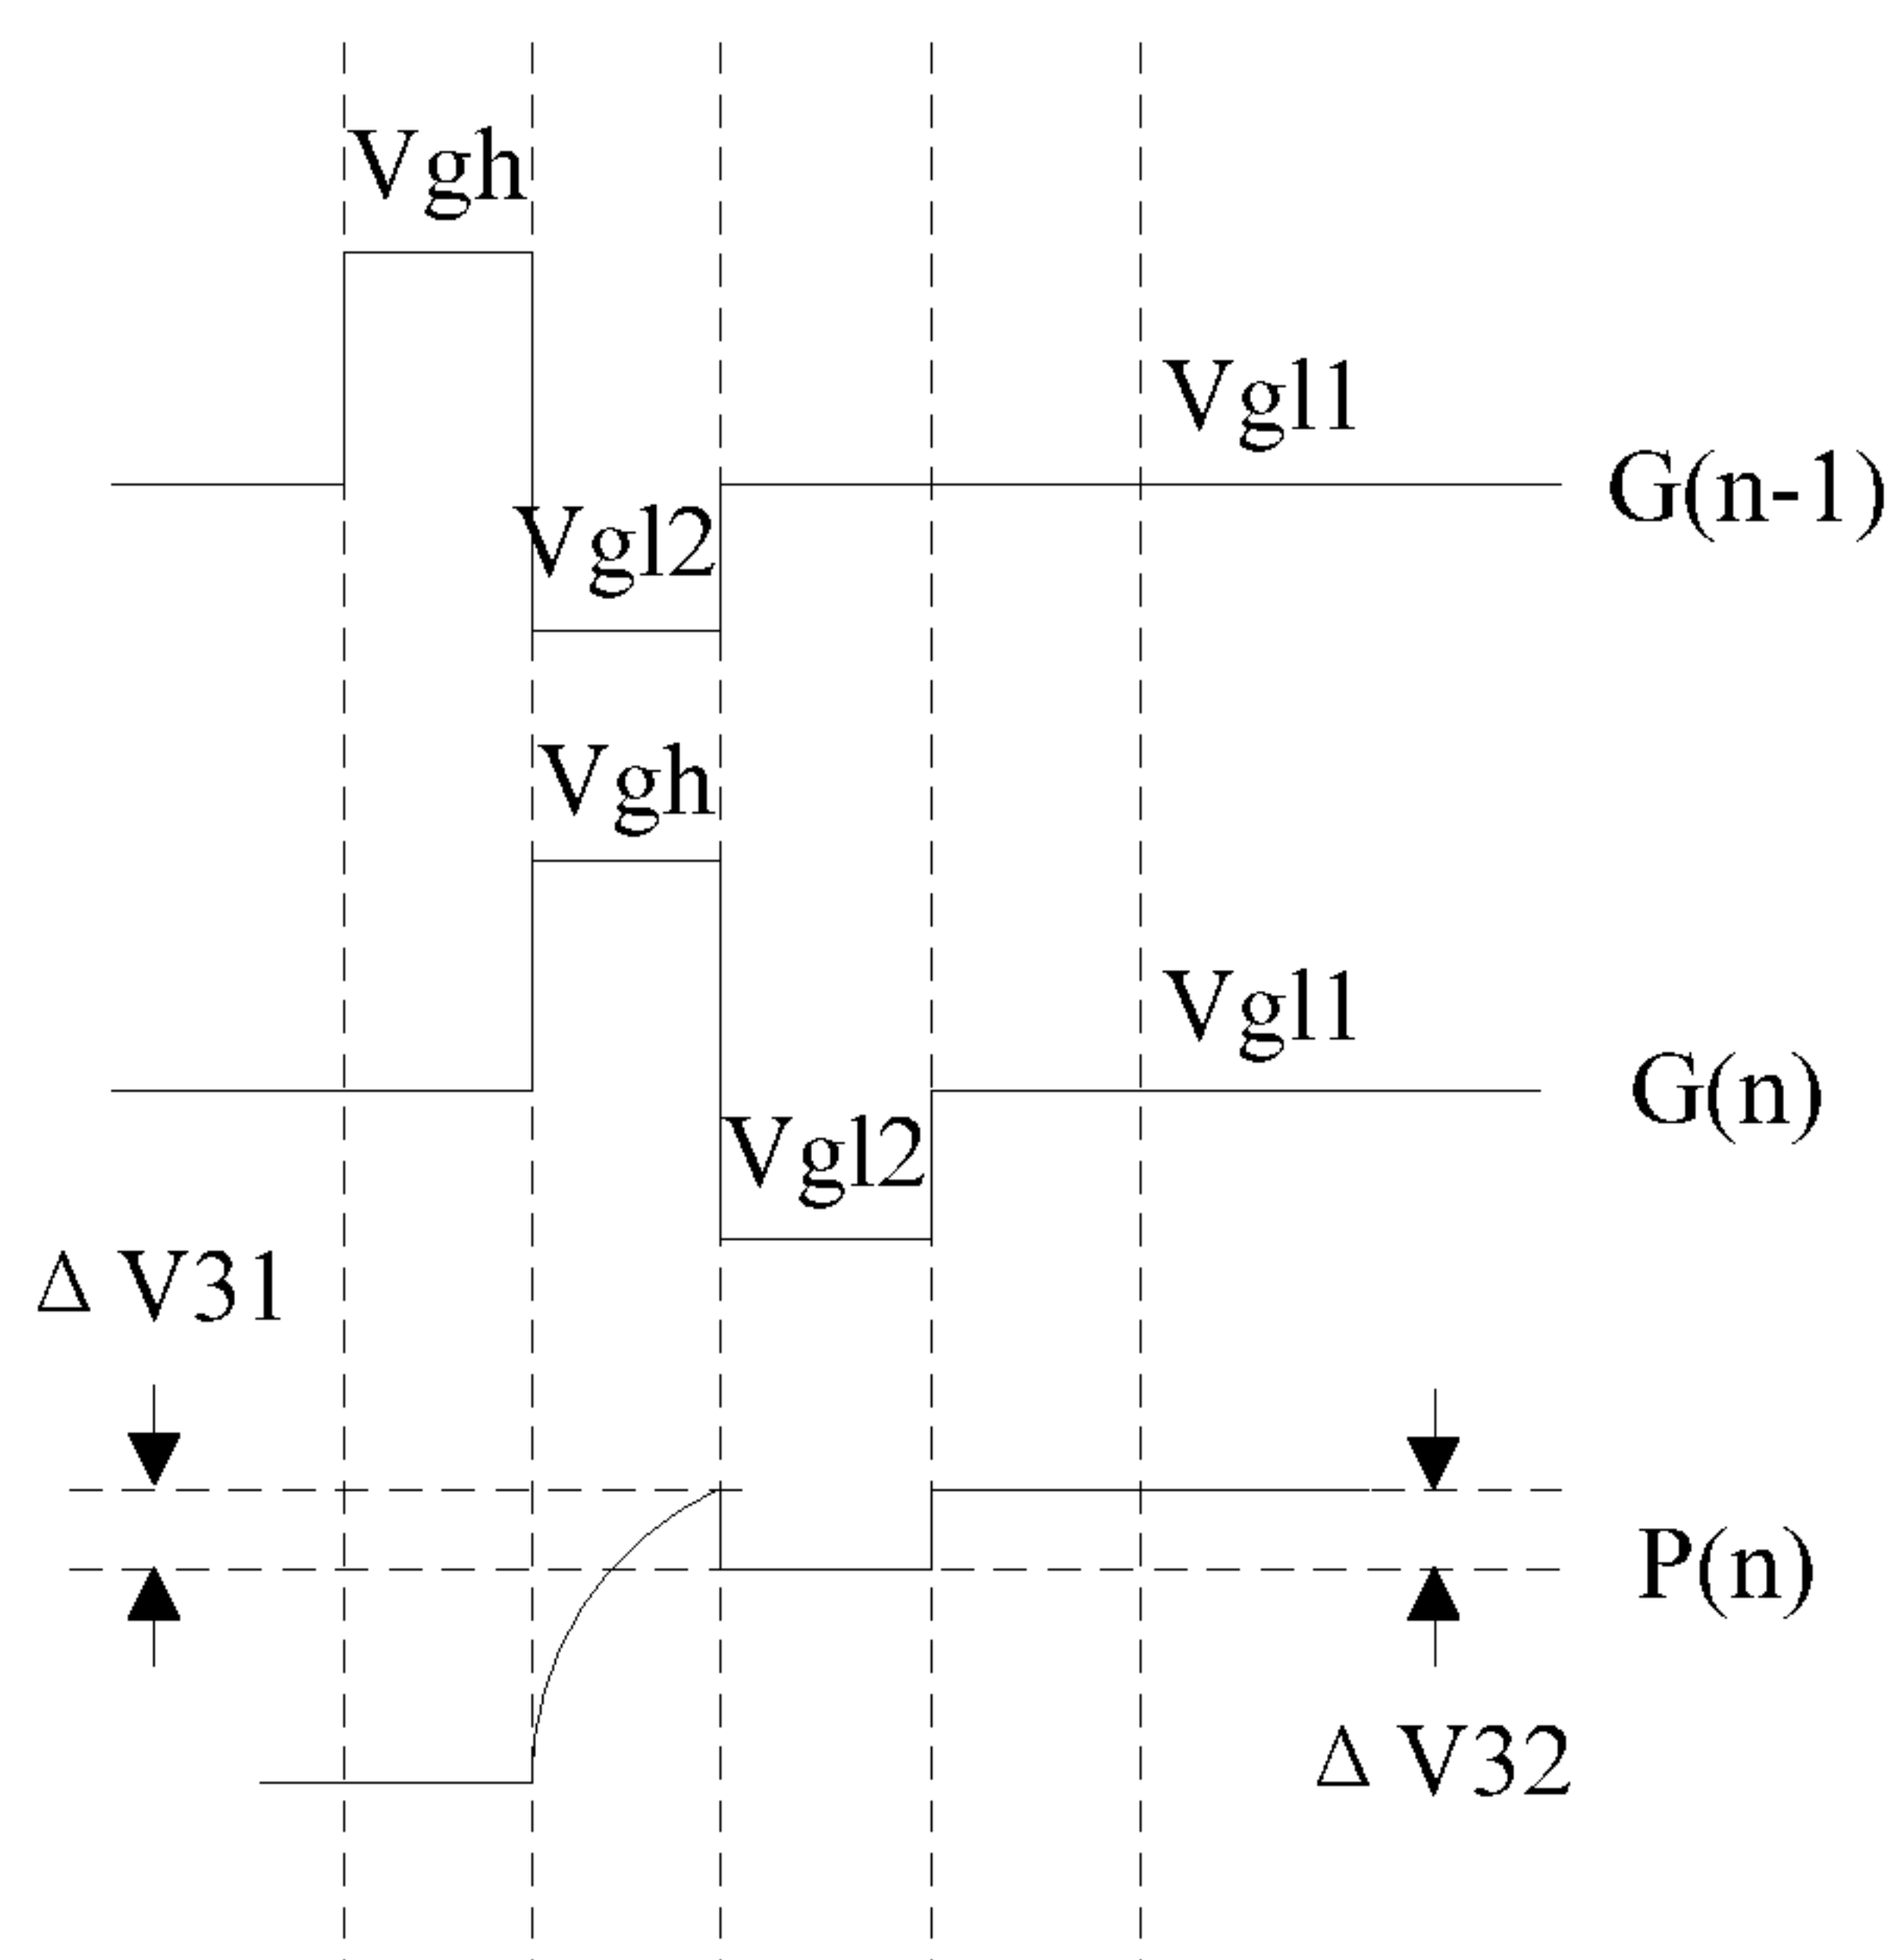 Vgh
Vgl1
G(n-1)
Vgl2
Vgh
Vgl1
G(n)
Vgl2
Δ V31
P(n)
Δ V32